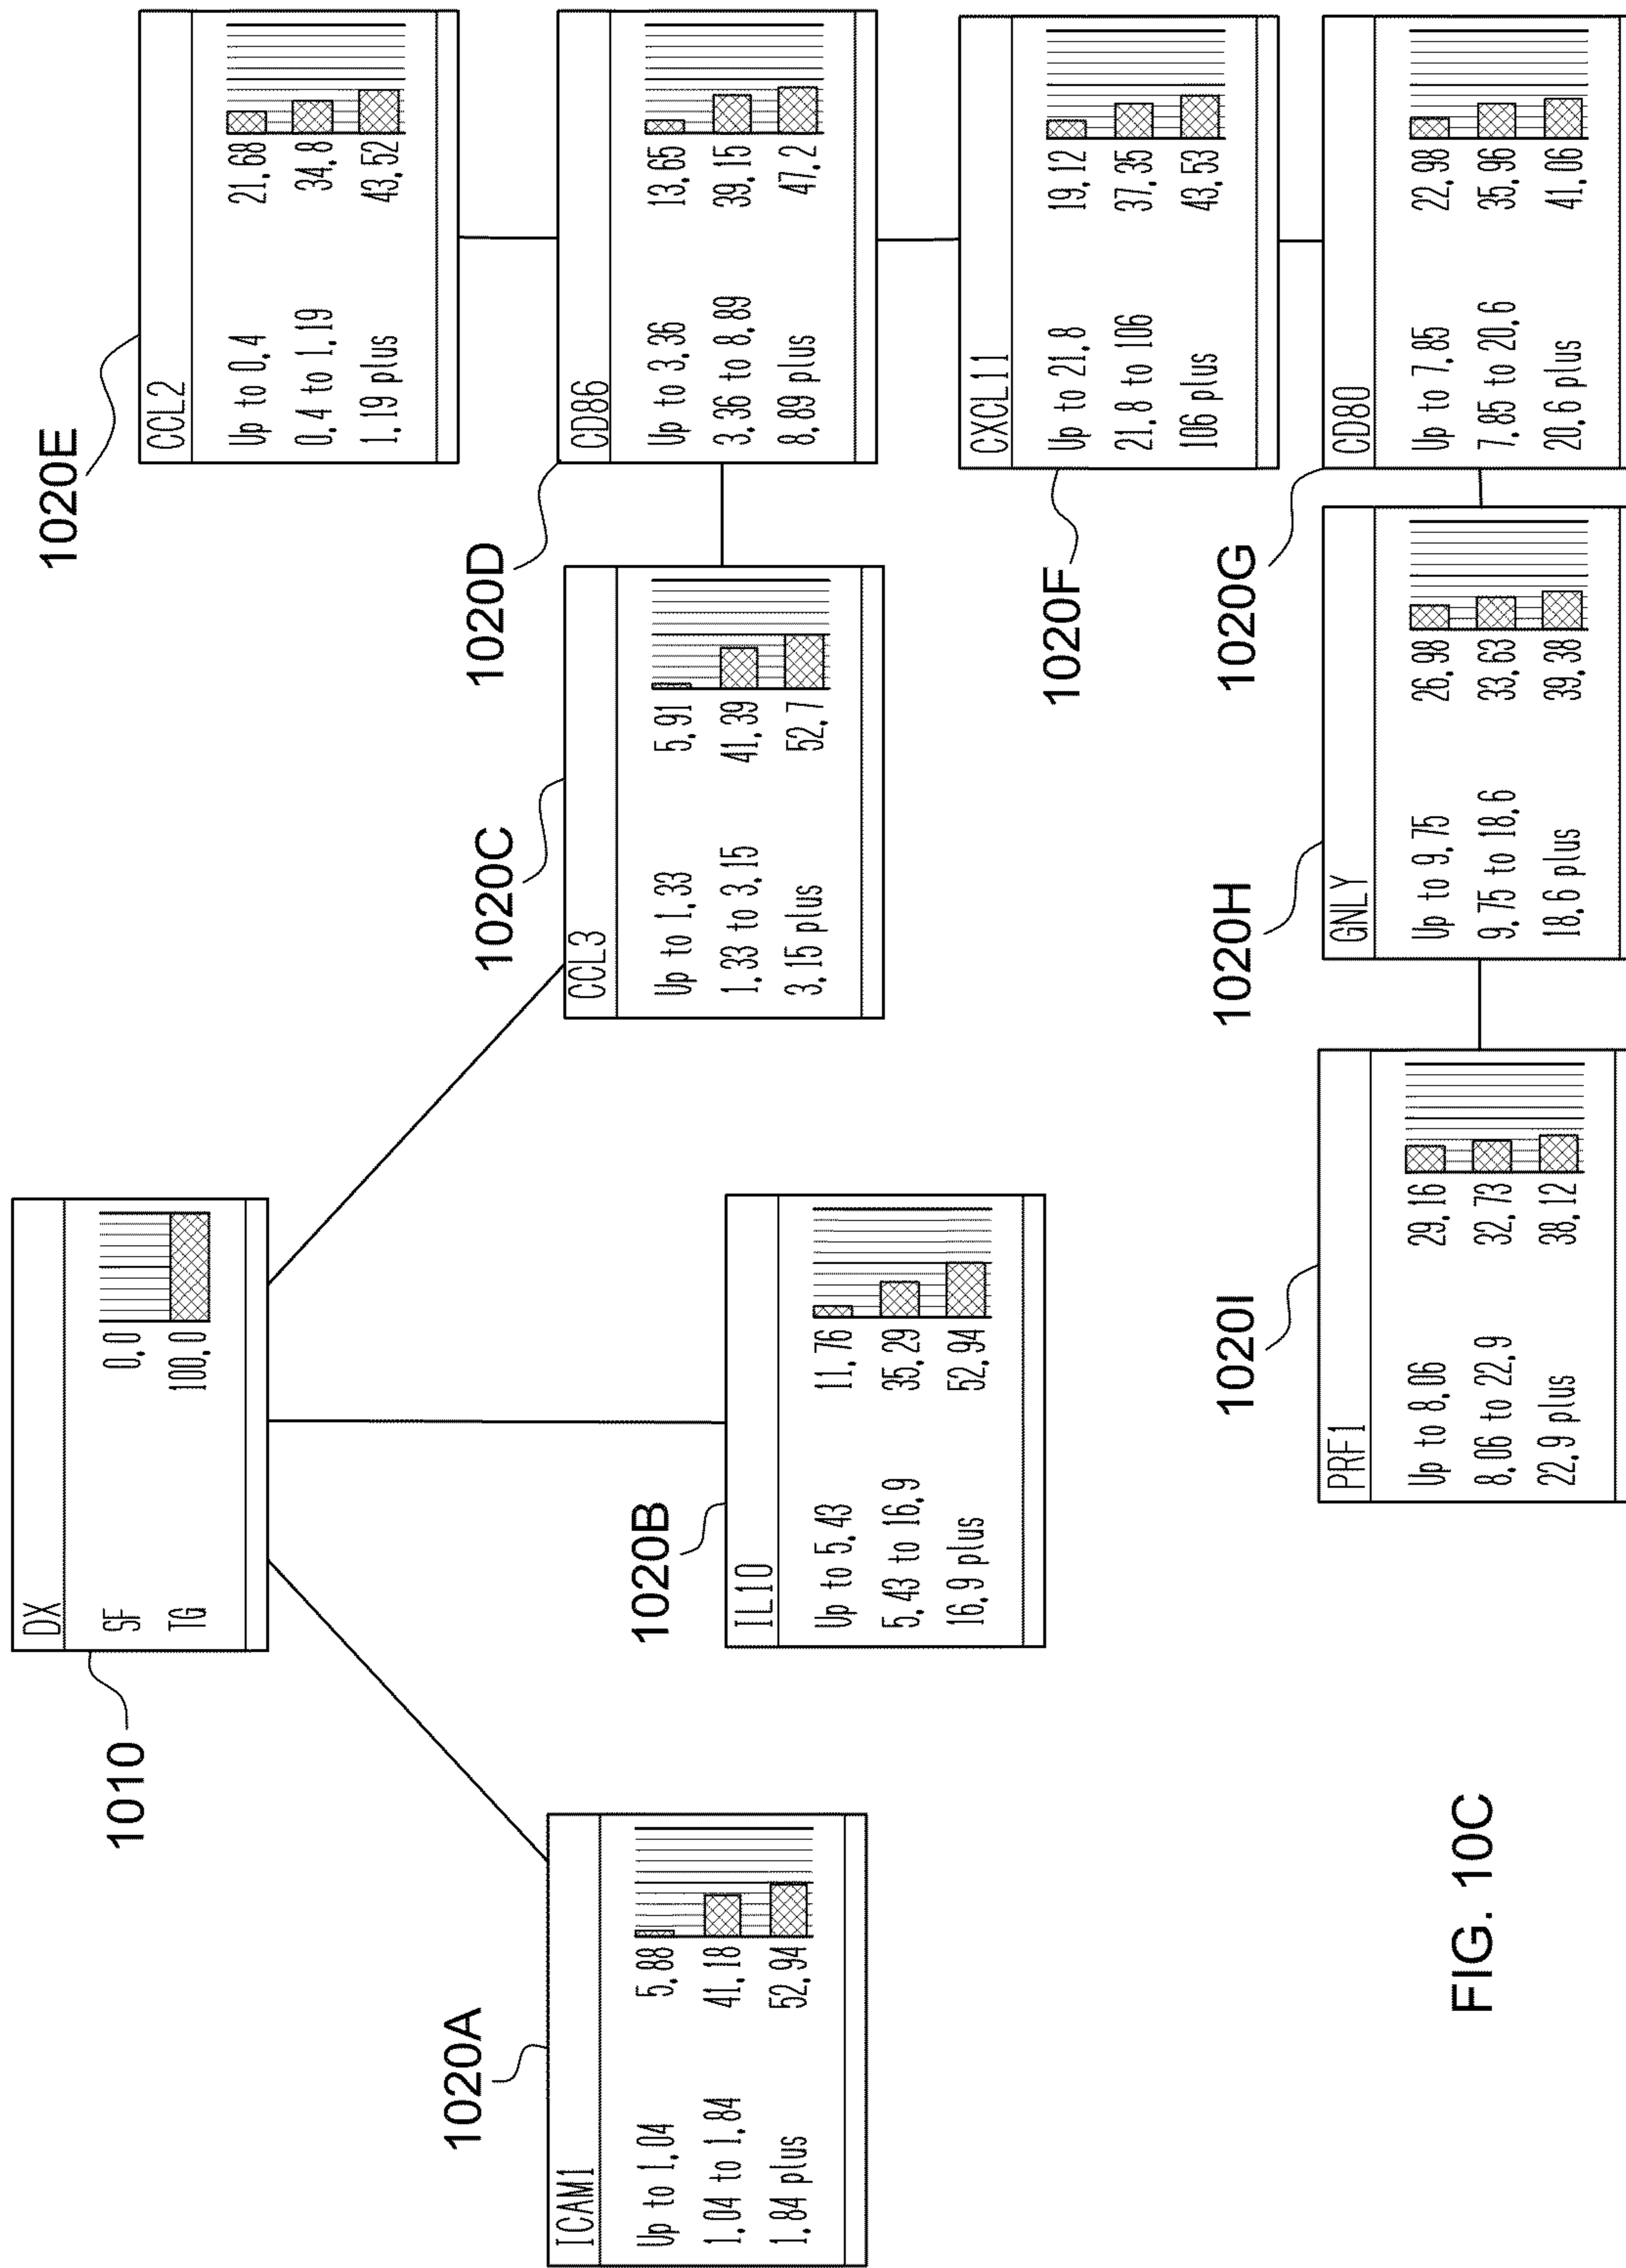 1010
DX
SF 0.0
TG 100.0
1020A
ICAM1
Up to 1.04 5.88
1.04 to 1.84 41.18
1.84 plus 52.94
1020B
IL10
Up to 5.43 11.76
5.43 to 16.9 35.29
16.9 plus 52.94
1020C
CCL3
Up to 1.33 5.91
1.33 to 3.15 41.39
3.15 plus 52.7
1020E
CCL2
Up to 0.4 21.68
0.4 to 1.19 34.8
1.19 plus 43.52
1020D
CD86
Up to 3.36 13.65
3.36 to 8.89 39.15
8.89 plus 47.2
1020F
CXCL11
Up to 21.8 19.12
21.8 to 106 37.35
106 plus 43.53
1020G
CD80
Up to 7.85 22.98
7.85 to 20.6 35.96
20.6 plus 41.06
1020H
GNLY
Up to 9.75 26.98
9.75 to 18.6 33.63
18.6 plus 39.38
1020I
PRF1
Up to 8.06 29.16
8.06 to 22.9 32.73
22.9 plus 38.12
FIG. 10C